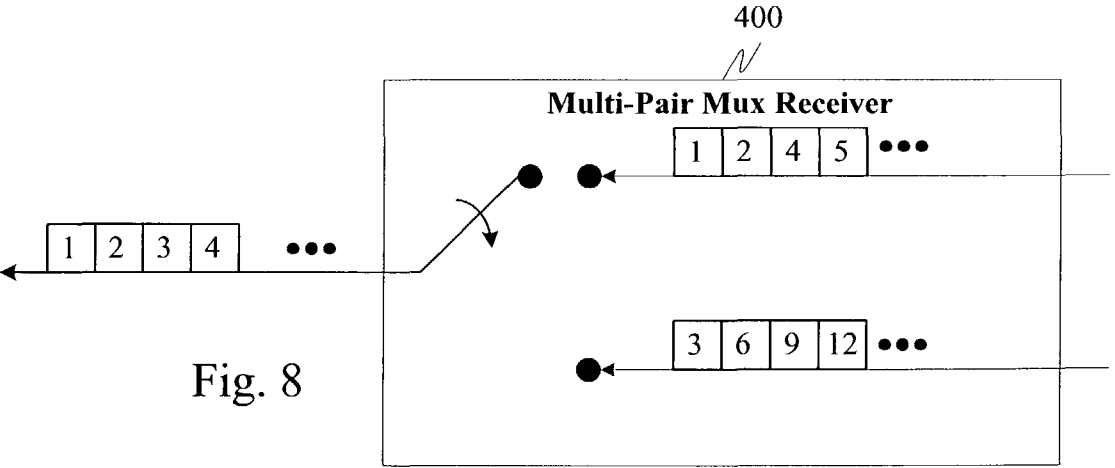 400
Multi-Pair Mux Receiver
1 2 4 5 •••
1 2 3 4 •••
3 6 9 12 •••
Fig. 8